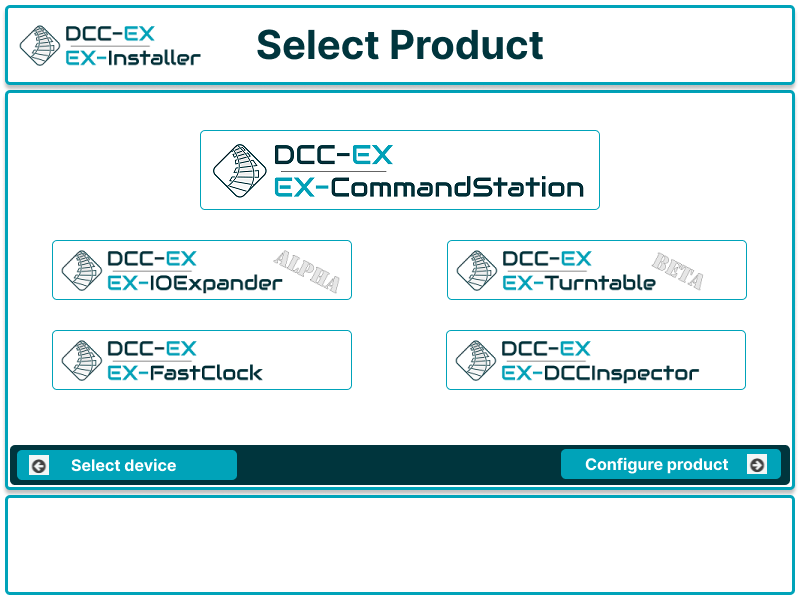 DCC-EX
EX-Installer
Select Product
DCC-EX
EX-CommandStation
DCC-EX
EX-IOExpander
ALPHA
DCC-EX
EX-Turntable
BETA
DCC-EX
EX-FastClock
DCC-EX
EX-DCCInspector
Select device
Configure product